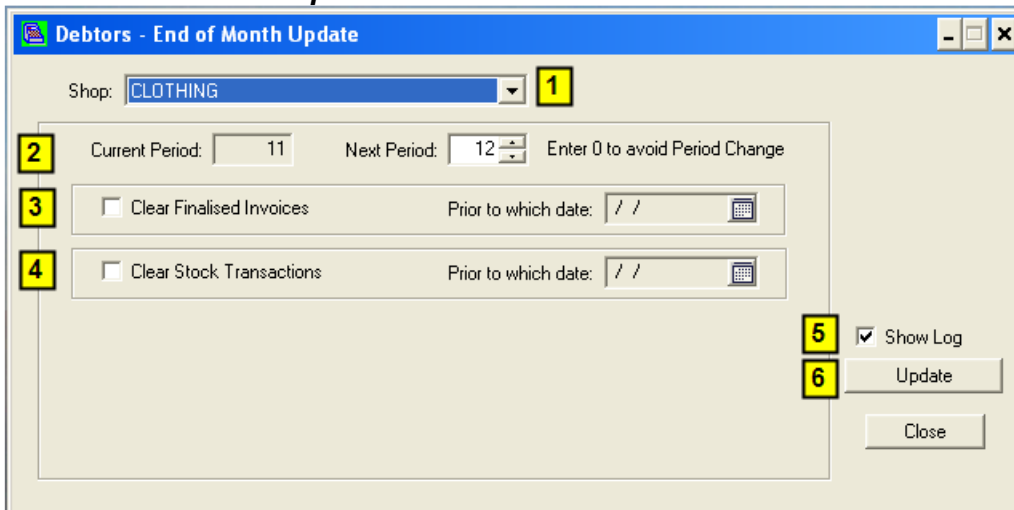 Debtors - End of Month Update
Shop: CLOTHING 1
2 Current Period: 11 Next Period: 12 Enter 0 to avoid Period Change
3 Clear Finalised Invoices Prior to which date: / /
4 Clear Stock Transactions Prior to which date: / /
5 Show Log
6 Update
Close